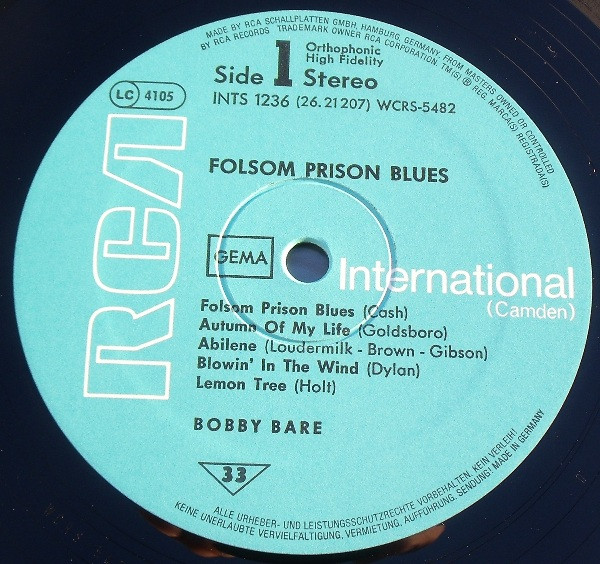 MADE BY RCA SCHALLPLATTEN GMBH, HAMBURG, GERMANY, FROM MASTERS OWNED OR CONTROLLED
BY RCA RECORDS TRADEMARK OWNER RCA CORPORATION. TM(S) ® REG. MARCA(S) REGISTRADA(S)
Side 1 Orthophonic
High Fidelity
Stereo
LC 4105
INTS 1236 (26.21207) WCRS-5482
RCA
FOLSOM PRISON BLUES
GEMA
International
(Camden)
Folsom Prison Blues (Cash)
Autumn Of My Life (Goldsboro)
Abilene (Loudermilk - Brown - Gibson)
Blowin' In The Wind (Dylan)
Lemon Tree (Holt)
BOBBY BARE
33
ALLE URHEBER- UND LEISTUNGSSCHUTZRECHTE VORBEHALTEN. KEIN VERLEIH!
KEINE UNERLAUBTE VERVIELFÄLTIGUNG, VERMIETUNG, AUFFÜHRUNG, SENDUNG! MADE IN GERMANY